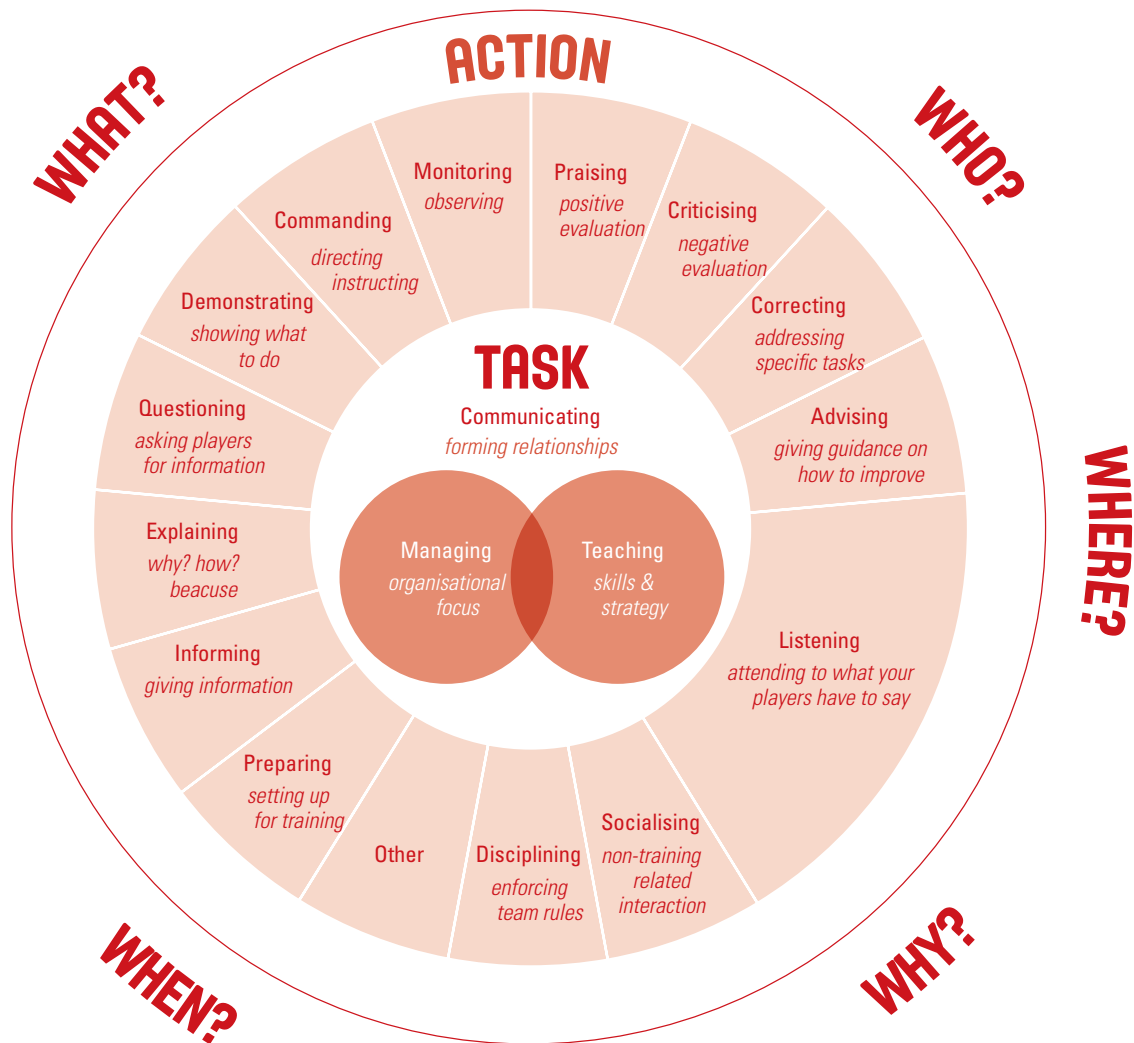 ACTION
WHAT?
WHO?
WHERE?
WHY?
WHEN?
Monitoring
observing
Praising
positive
evaluation
Criticising
negative
evaluation
Correcting
addressing
specific tasks
Advising
giving guidance on
how to improve
Listening
attending to what your
players have to say
Socialising
non-training
related
interaction
Disciplining
enforcing
team rules
Other
Preparing
setting up
for training
Informing
giving information
Explaining
why? how?
beacuse
Questioning
asking players
for information
Demonstrating
showing what
to do
Commanding
directing
instructing
TASK
Communicating
forming relationships
Managing
organisational
focus
Teaching
skills &
strategy